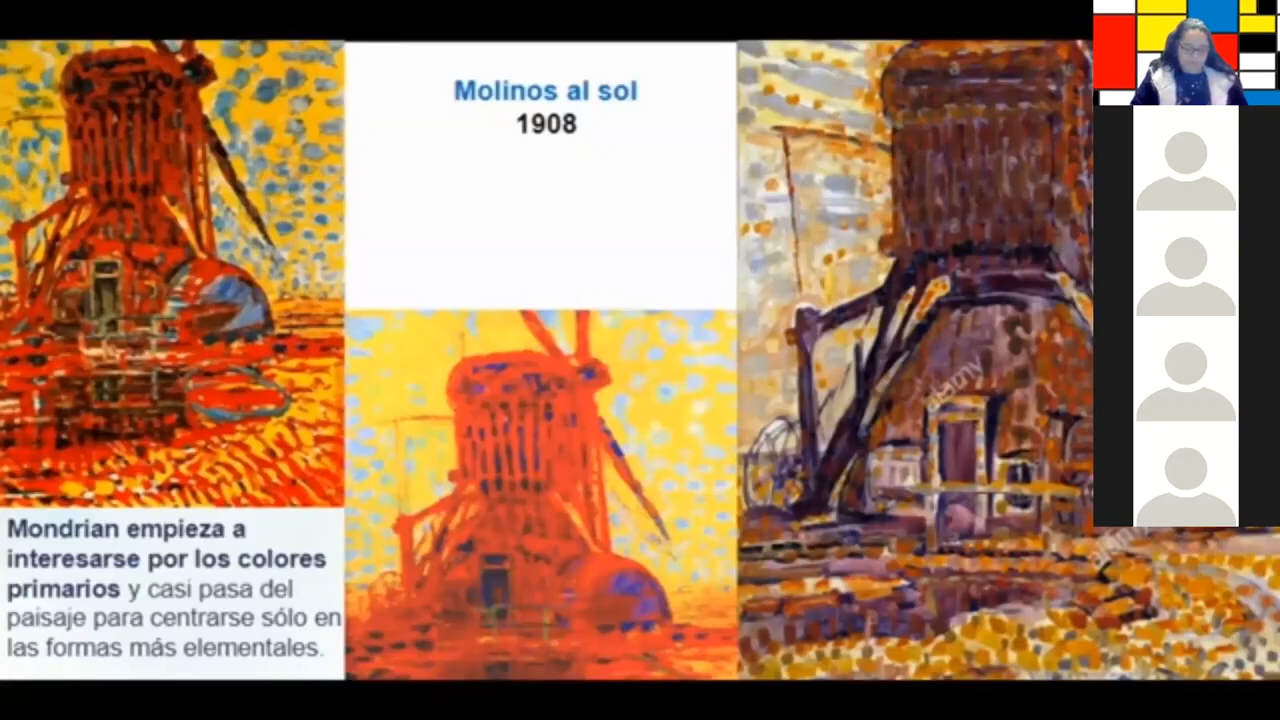 Molinos al sol
1908
Mondrian empieza a
interesarse por los colores
primarios y casi pasa del
paisaje para centrarse sólo en
las formas más elementales.
a
alamy